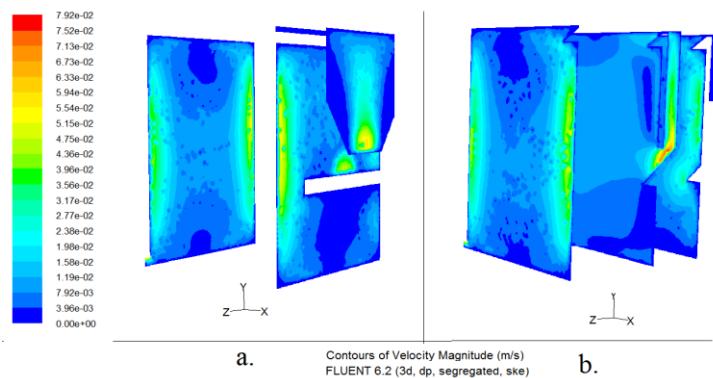 7.92e-02
7.52e-02
7.13e-02
6.73e-02
6.33e-02
5.94e-02
5.54e-02
5.15e-02
4.75e-02
4.36e-02
3.96e-02
3.56e-02
3.17e-02
2.77e-02
2.38e-02
1.98e-02
1.58e-02
1.19e-02
7.92e-03
3.96e-03
0.00e+00
Y
Z X
Y
Z X
a.
Contours of Velocity Magnitude (m/s)
FLUENT 6.2 (3d, dp, segregated, ske)
b.